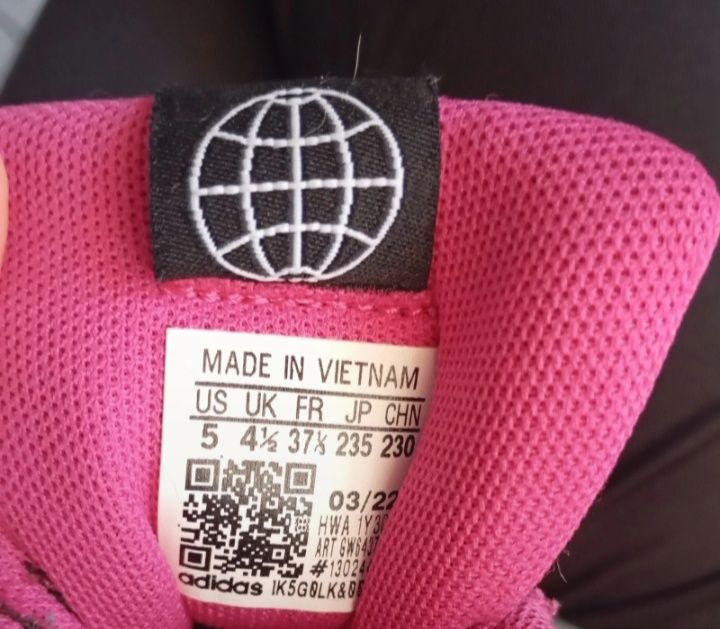 MADE IN VIETNAM
US UK FR JP CHN
5 4½ 37⅓ 235 230
03/22
HWA
ART
adidas